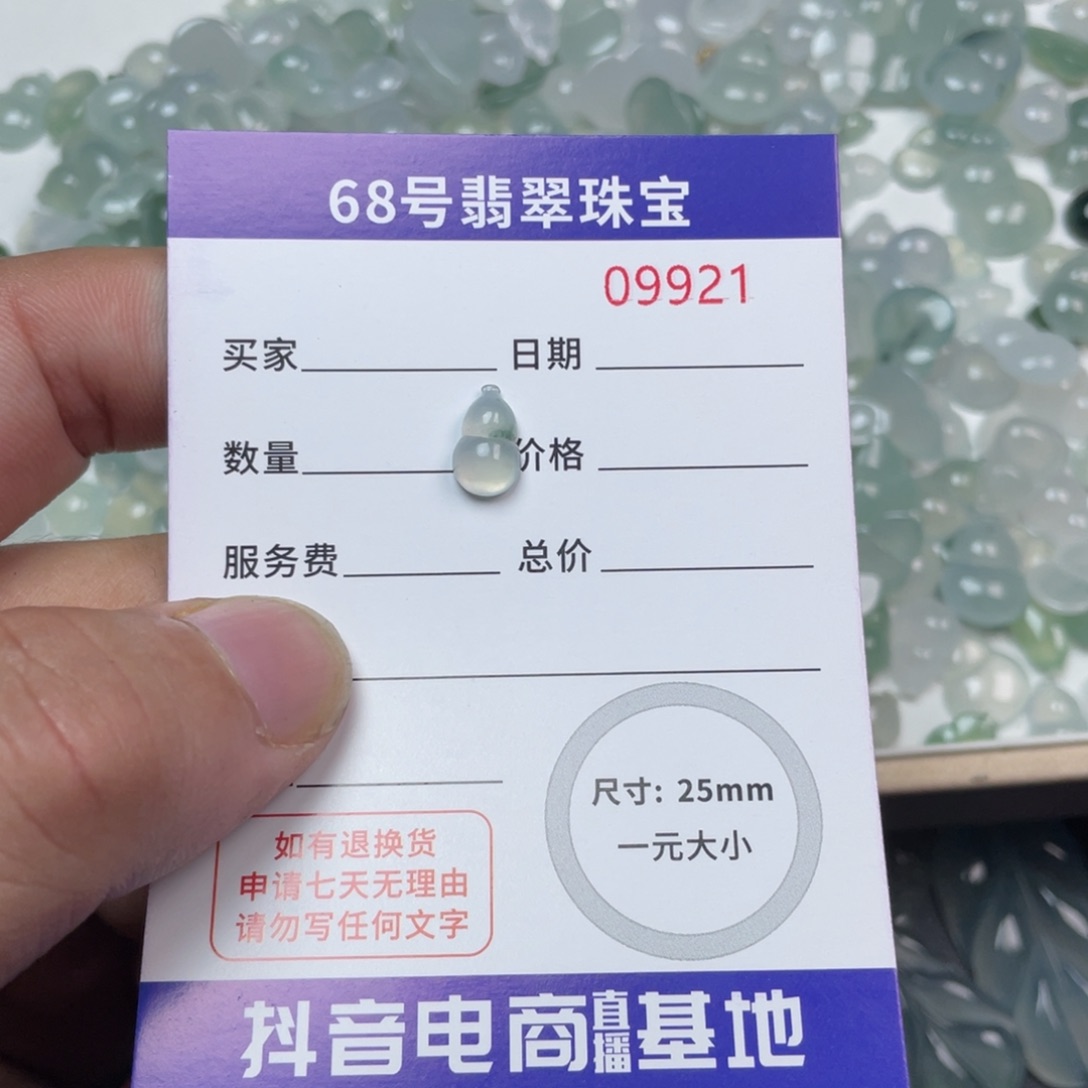 68号翡翠珠宝
09921
买家 日期
数量 价格
服务费 总价
尺寸: 25mm
一元大小
如有退换货
申请七天无理由
请勿写任何文字
抖音电商直播基地